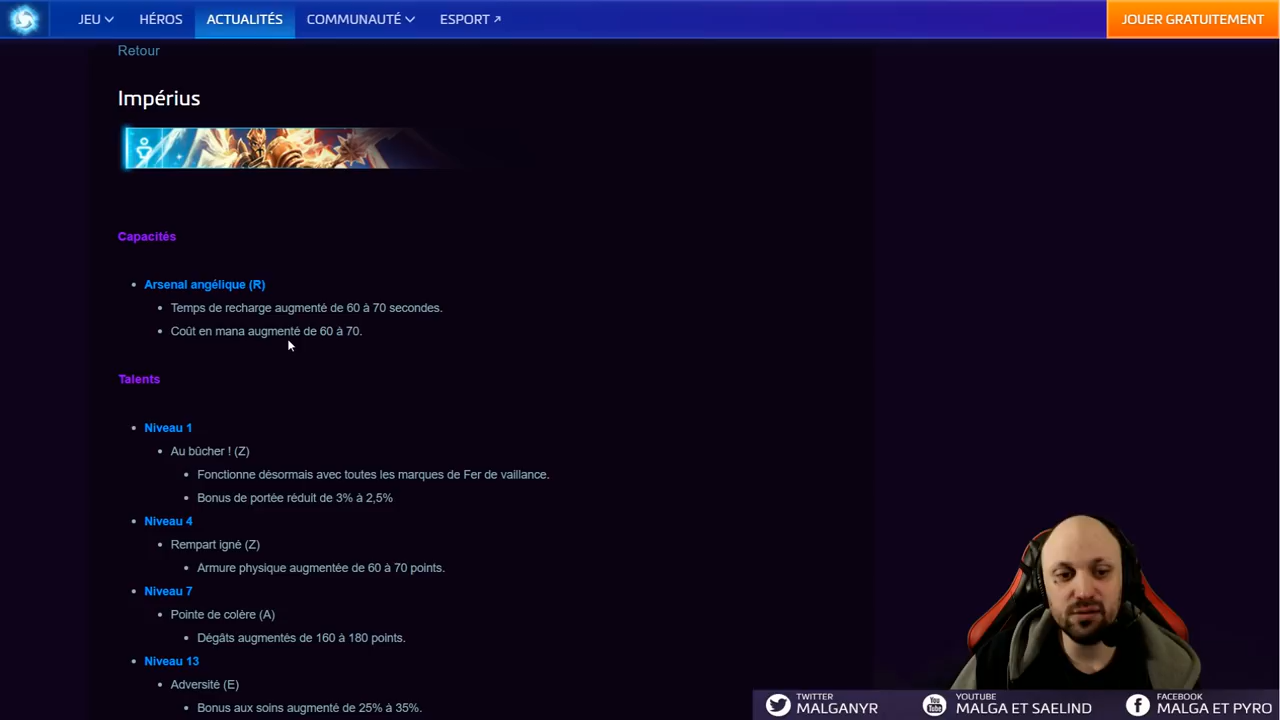 JEU HÉROS ACTUALITÉS COMMUNAUTÉ ESPORT JOUER GRATUITEMENT
Retour
Impérius
Capacités
Arsenal angélique (R)
Temps de recharge augmenté de 60 à 70 secondes.
Coût en mana augmenté de 60 à 70.
Talents
Niveau 1
Au bûcher ! (Z)
Fonctionne désormais avec toutes les marques de Fer de vaillance.
Bonus de portée réduit de 3% à 2,5%
Niveau 4
Rempart igné (Z)
Armure physique augmentée de 60 à 70 points.
Niveau 7
Pointe de colère (A)
Dégâts augmentés de 160 à 180 points.
Niveau 13
Adversité (E)
Bonus aux soins augmenté de 25% à 35%.
TWITTER
MALGANYR
YOUTUBE
MALGA ET SAELIND
FACEBOOK
MALGA ET PYRO